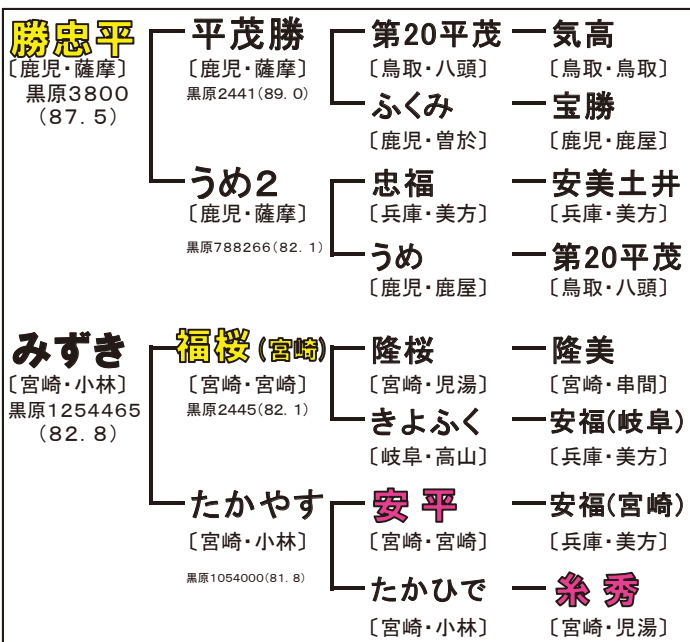 勝忠平 平茂勝 第20平茂 気高
〔鹿児・薩摩〕 〔鹿児・薩摩〕 〔鳥取・八頭〕 〔鳥取・鳥取〕
黒原3800 黒原2441(89.0)
(87.5)
ふくみ 宝勝
〔鹿児・曽於〕 〔鹿児・鹿屋〕
うめ2 忠福 安美土井
〔鹿児・薩摩〕 〔兵庫・美方〕 〔兵庫・美方〕
黒原788266(82.1)
うめ 第20平茂
〔鹿児・鹿屋〕 〔鳥取・八頭〕
みずき 福桜(宮崎) 隆桜 隆美
〔宮崎・小林〕 〔宮崎・宮崎〕 〔宮崎・児湯〕 〔宮崎・串間〕
黒原1254465 黒原2445(82.1)
(82.8)
きよふく 安福(岐阜)
〔岐阜・高山〕 〔兵庫・美方〕
たかやす 安平 安福(宮崎)
〔宮崎・小林〕 〔宮崎・宮崎〕 〔兵庫・美方〕
黒原1054000(81.8)
たかひで 糸秀
〔宮崎・小林〕 〔宮崎・児湯〕